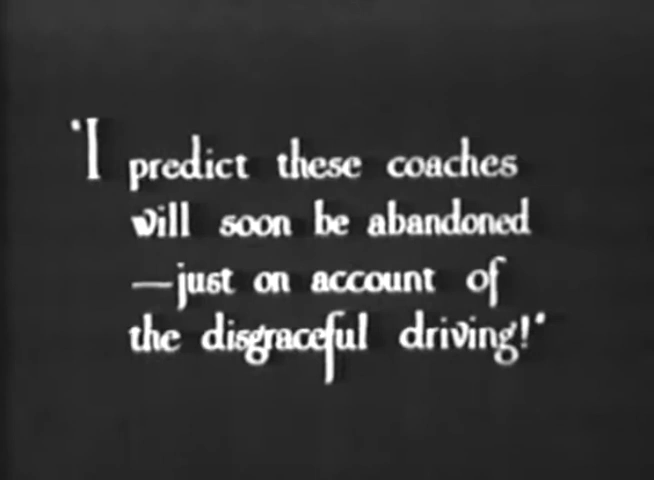 "I predict these coaches
will soon be abandoned
—just on account of
the disgraceful driving!"